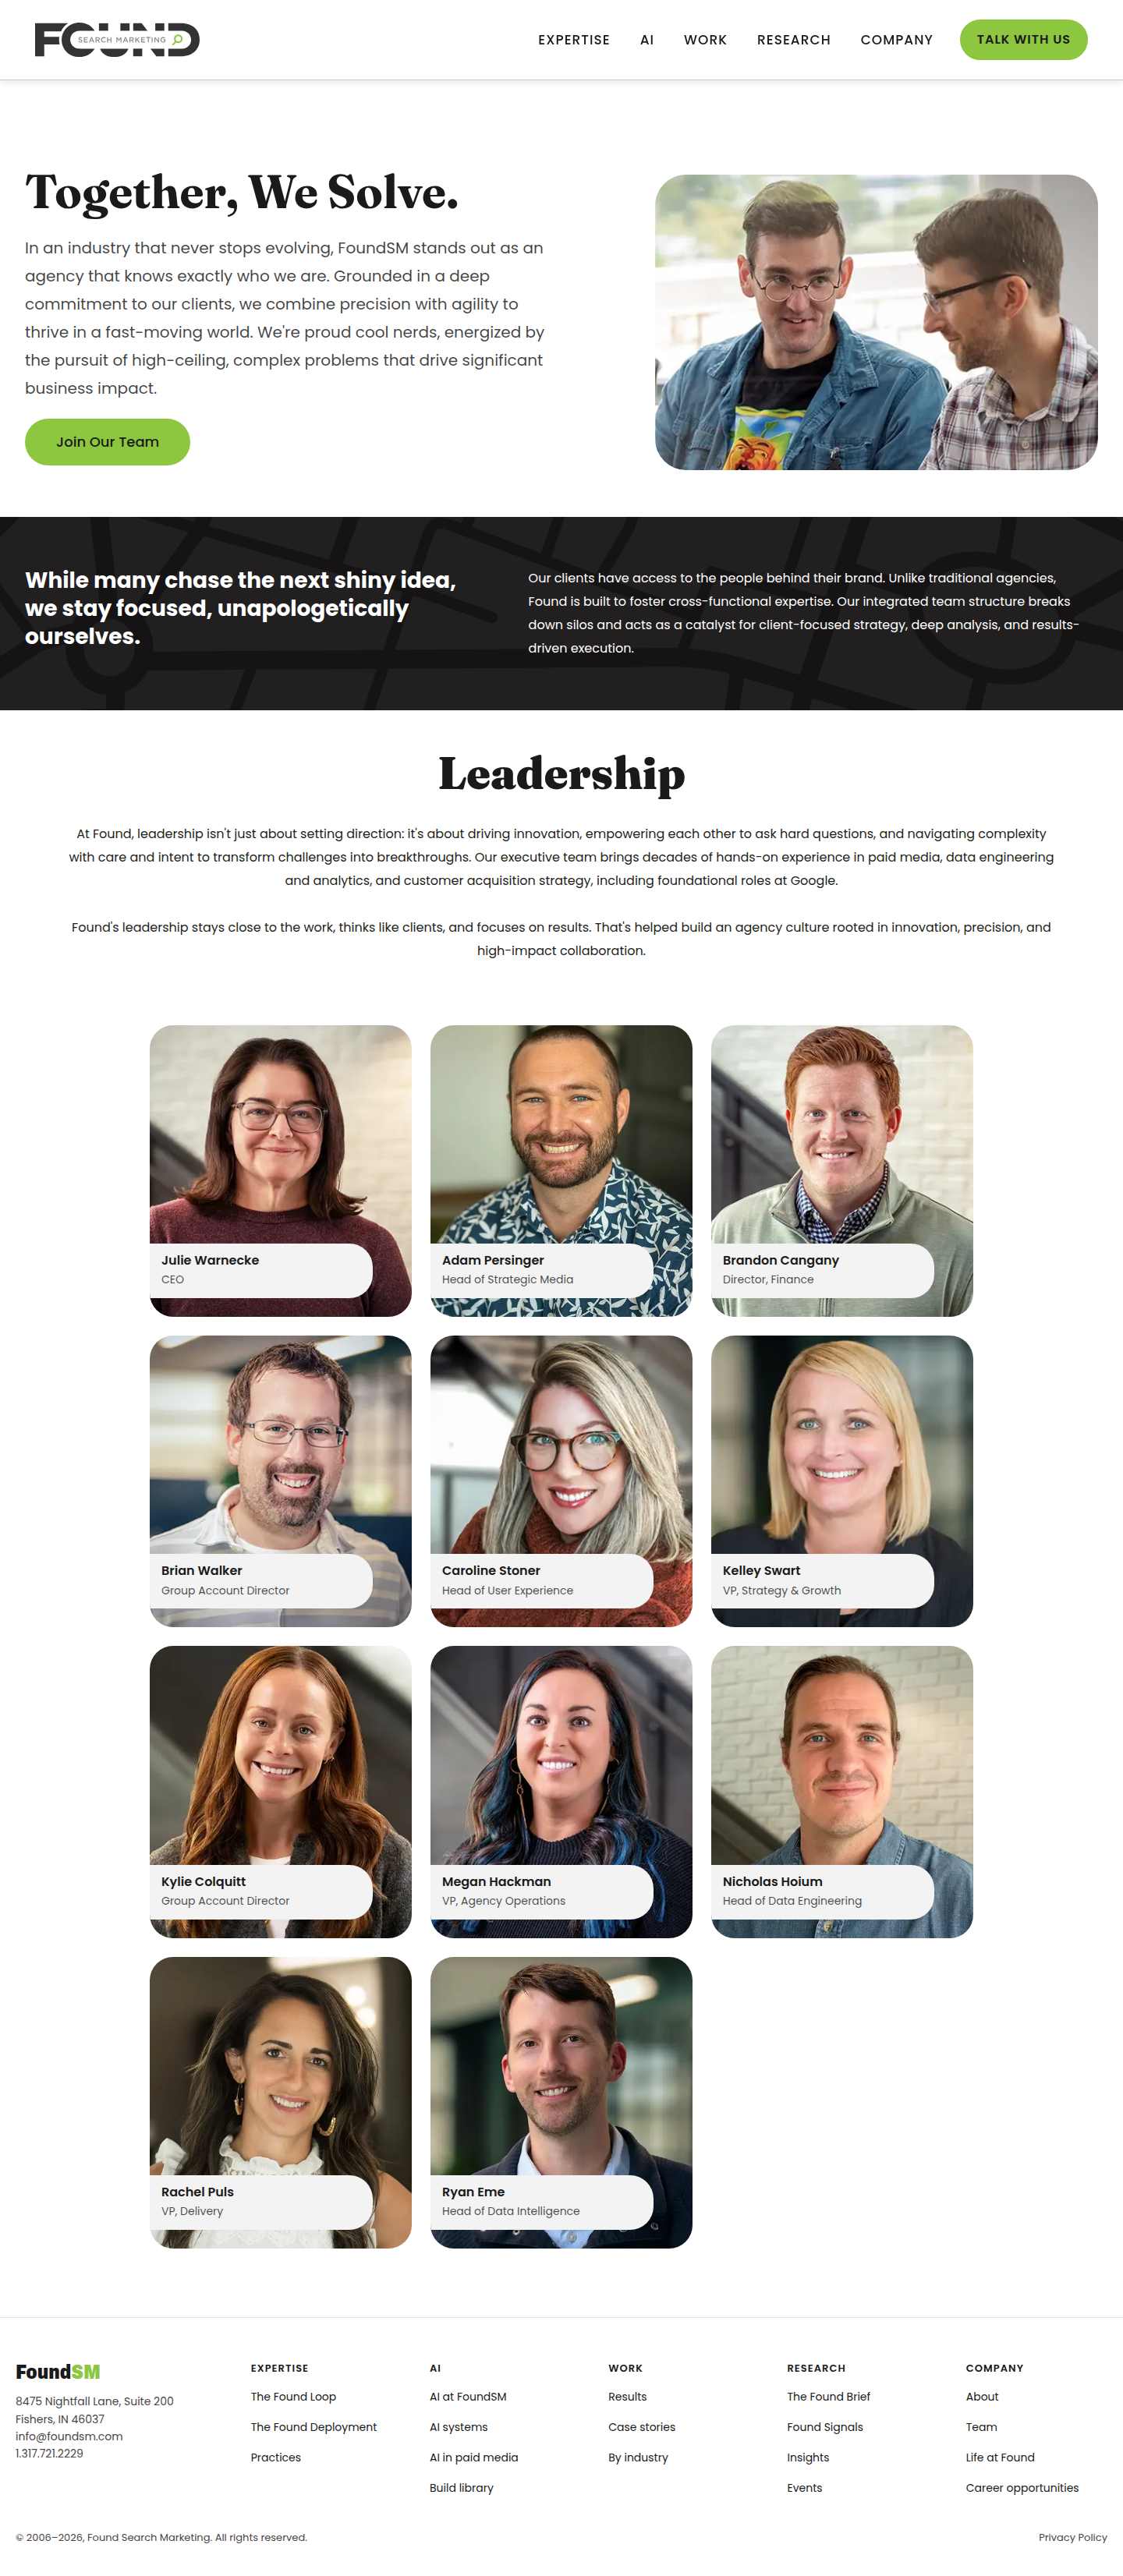 FOUND
SEARCH MARKETING
EXPERTISE
AI
WORK
RESEARCH
COMPANY
TALK WITH US
Together, We Solve.
In an industry that never stops evolving, FoundSM stands out as an
agency that knows exactly who we are. Grounded in a deep
commitment to our clients, we combine precision with agility to
thrive in a fast-moving world. We're proud cool nerds, energized by
the pursuit of high-ceiling, complex problems that drive significant
business impact.
Join Our Team
While many chase the next shiny idea,
we stay focused, unapologetically
ourselves.
Our clients have access to the people behind their brand. Unlike traditional agencies,
Found is built to foster cross-functional expertise. Our integrated team structure breaks
down silos and acts as a catalyst for client-focused strategy, deep analysis, and results-
driven execution.
Leadership
At Found, leadership isn't just about setting direction: it's about driving innovation, empowering each other to ask hard questions, and navigating complexity
with care and intent to transform challenges into breakthroughs. Our executive team brings decades of hands-on experience in paid media, data engineering
and analytics, and customer acquisition strategy, including foundational roles at Google.
Found's leadership stays close to the work, thinks like clients, and focuses on results. That's helped build an agency culture rooted in innovation, precision, and
high-impact collaboration.
Julie Warnecke
CEO
Adam Persinger
Head of Strategic Media
Brandon Cangany
Director, Finance
Brian Walker
Group Account Director
Caroline Stoner
Head of User Experience
Kelley Swart
VP, Strategy & Growth
Kylie Colquitt
Group Account Director
Megan Hackman
VP, Agency Operations
Nicholas Hoium
Head of Data Engineering
Rachel Puls
VP, Delivery
Ryan Eme
Head of Data Intelligence
FoundSM
8475 Nightfall Lane, Suite 200
Fishers, IN 46037
info@foundsm.com
1.317.721.2229
EXPERTISE
The Found Loop
The Found Deployment
Practices
AI
AI at FoundSM
AI systems
AI in paid media
Build library
WORK
Results
Case stories
By industry
RESEARCH
The Found Brief
Found Signals
Insights
Events
COMPANY
About
Team
Life at Found
Career opportunities
© 2006–2026, Found Search Marketing. All rights reserved.
Privacy Policy